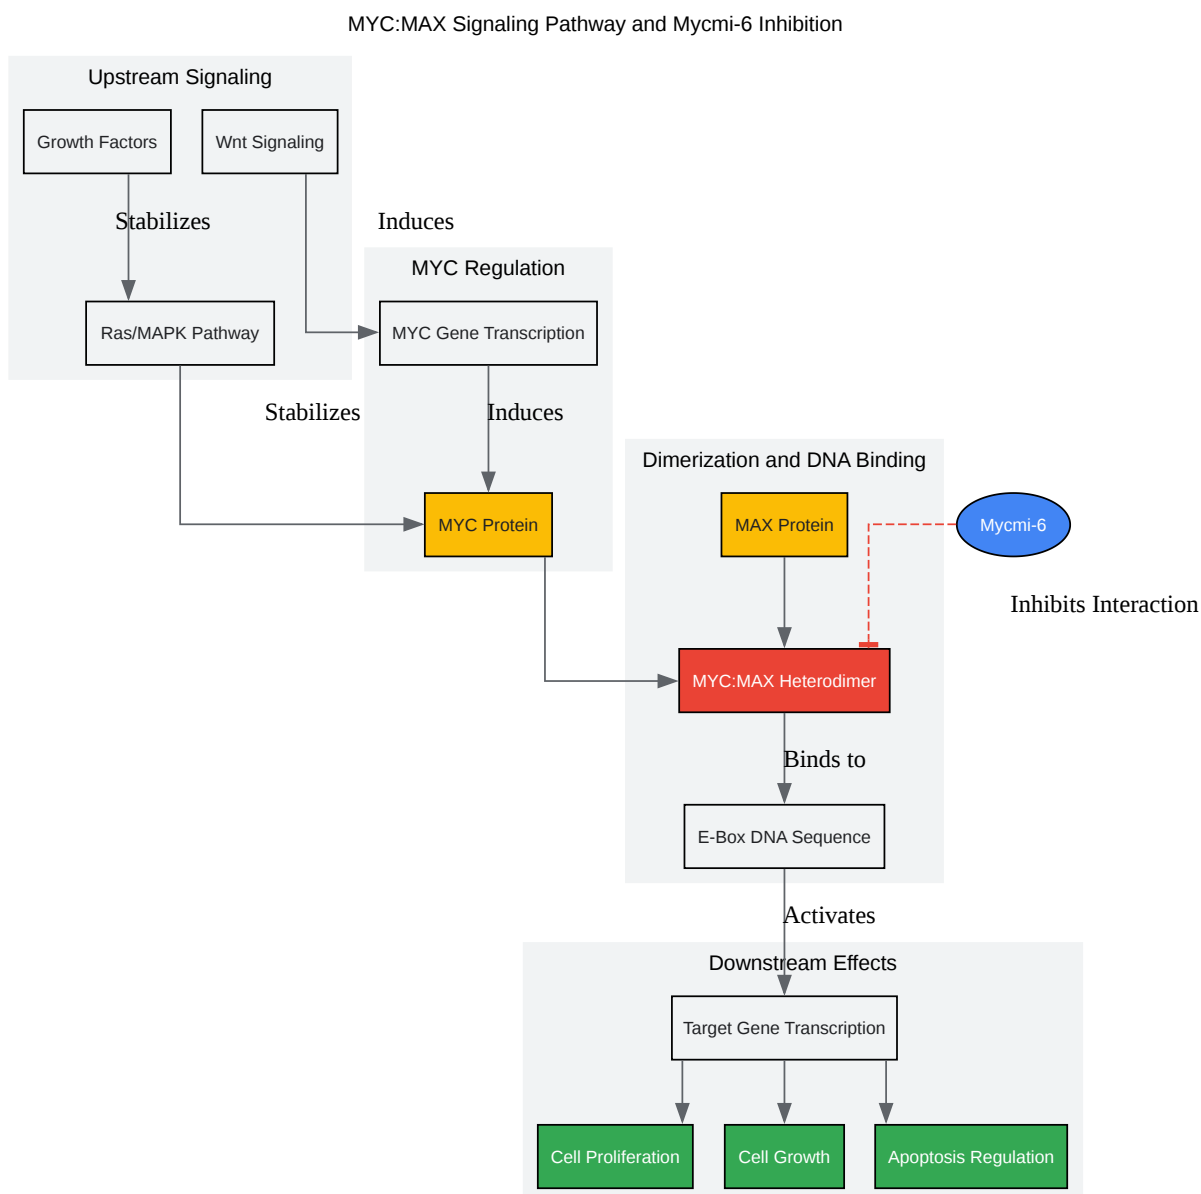 MYC:MAX Signaling Pathway and Mycmi-6 Inhibition
Upstream Signaling
Growth Factors
Wnt Signaling
Stabilizes
Induces
MYC Regulation
Ras/MAPK Pathway
MYC Gene Transcription
Stabilizes
Induces
Dimerization and DNA Binding
MYC Protein
MAX Protein
Mycmi-6
Inhibits Interaction
MYC:MAX Heterodimer
Binds to
E-Box DNA Sequence
Activates
Downstream Effects
Target Gene Transcription
Cell Proliferation
Cell Growth
Apoptosis Regulation